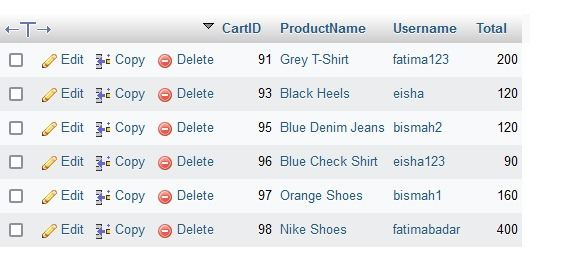 CartID ProductName Username Total
Edit Copy Delete 91 Grey T-Shirt fatima123 200
Edit Copy Delete 93 Black Heels eisha 120
Edit Copy Delete 95 Blue Denim Jeans bismah2 120
Edit Copy Delete 96 Blue Check Shirt eisha123 90
Edit Copy Delete 97 Orange Shoes bismah1 160
Edit Copy Delete 98 Nike Shoes fatimabadar 400